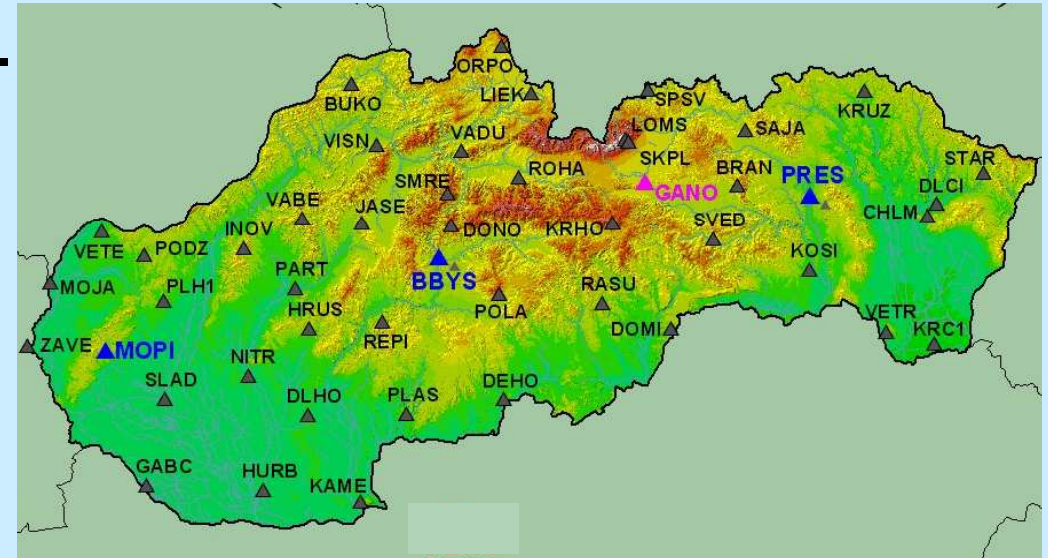 ORPO
BUKO
LIEK
SPSV
KRUZ
VISN
VADU
LOMS
SAJA
SKPL
ROHA
BRAN
STAR
SMRE
GANO
PRES
DLCI
VABE
JASE
CHLM
INOV
DONO
KRHO
SVED
VETE
PODZ
KOSI
BBYS
PART
MOJA
PLH1
RASU
HRUS
POLA
VETR
DOMI
KRC1
REPI
ZAVE
MOPI
NITR
SLAD
DLHO
PLAS
DEHO
GABC
HURB
KAME